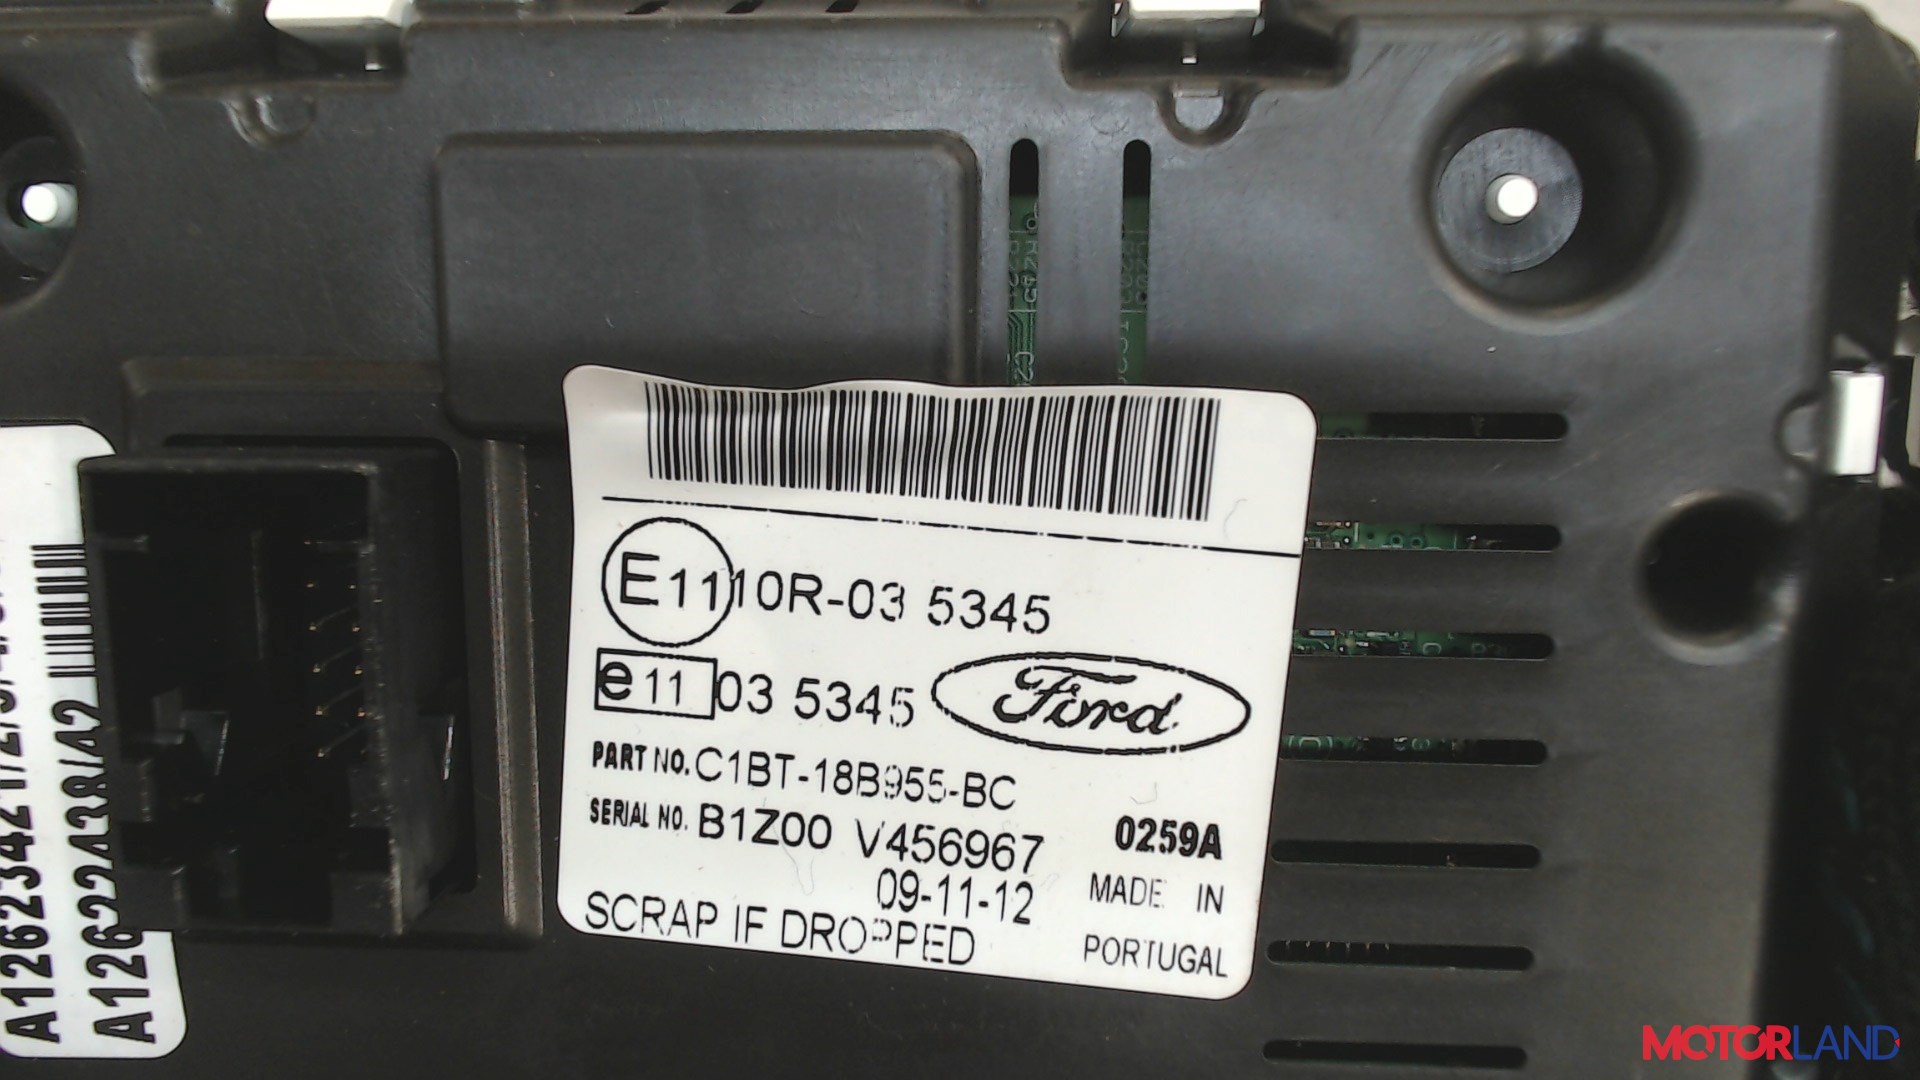 E11 10R-03 5345
e11 03 5345 Ford
PART NO. C1BT-18B955-BC
SERIAL NO. B1Z00 V456967 0259A
09-11-12 MADE IN
SCRAP IF DROPPED PORTUGAL
MOTORLAND